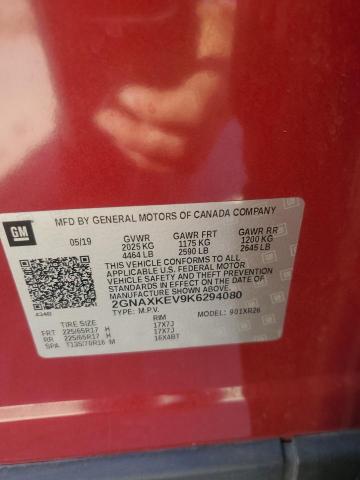 GM
MFD BY GENERAL MOTORS OF CANADA COMPANY
05/19 GVWR GAWR FRT GAWR RR
2025 KG 1175 KG 1200 KG
4464 LB 2590 LB 2645 LB
THIS VEHICLE CONFORMS TO ALL
APPLICABLE U.S. FEDERAL MOTOR
VEHICLE SAFETY AND THEFT PREVENTION
STANDARDS IN EFFECT ON THE DATE
OF MANUFACTURE SHOWN ABOVE.
2GNAXKEV9K6294080
TYPE: M.P.V. MODEL: 901XR26
TIRE SIZE RIM
FRT 225/65R17 H 17X7J
RR 225/65R17 H 17X7J
SPA T135/70R16 M 16X4BT